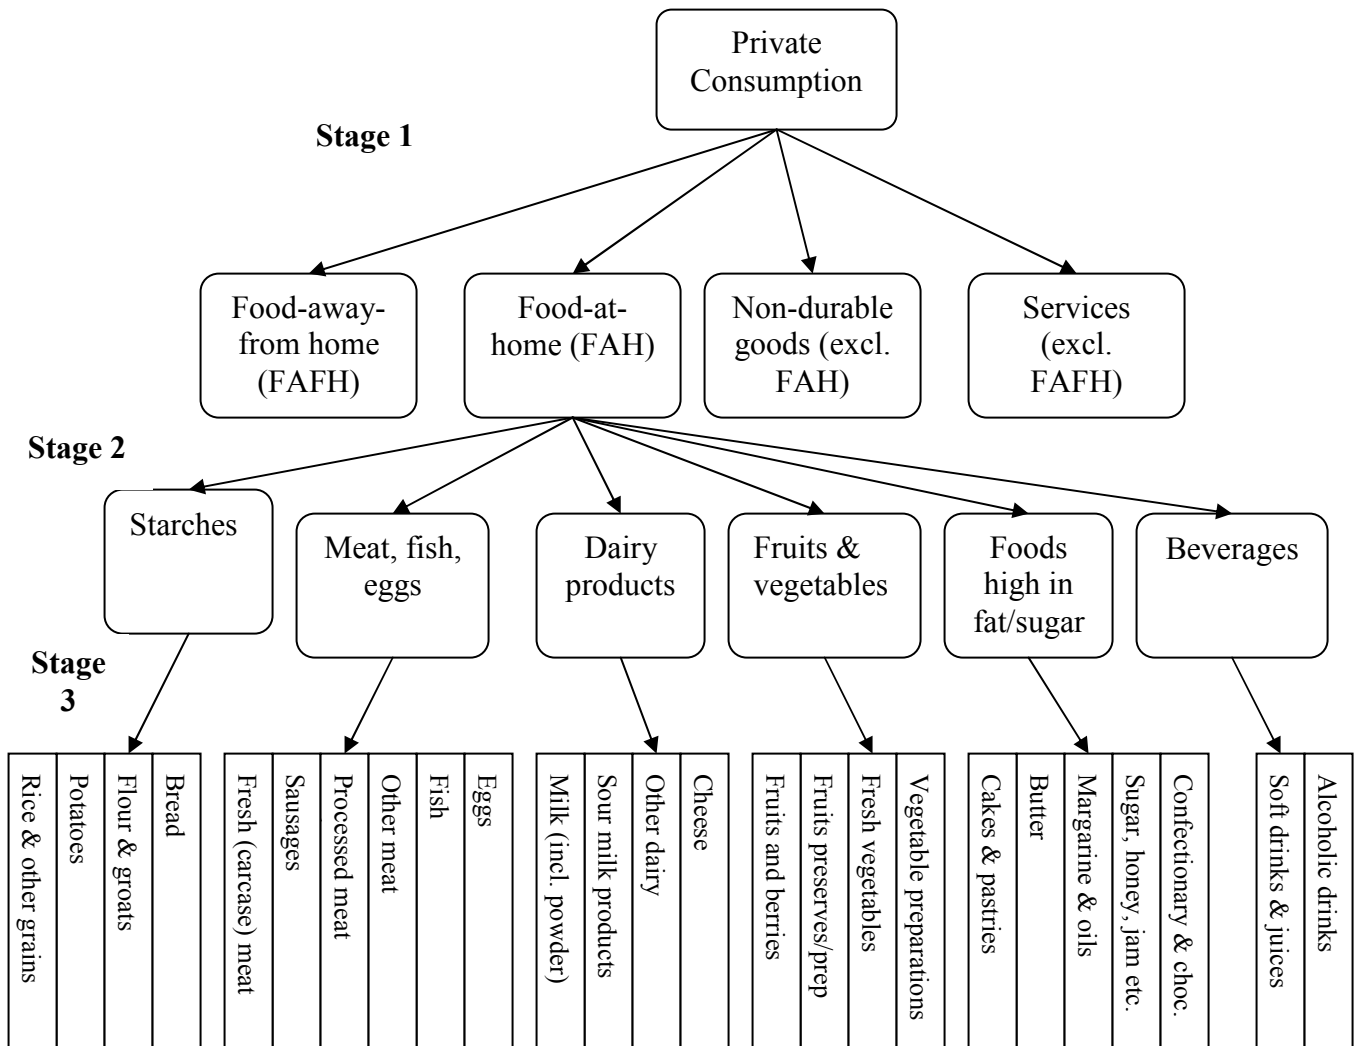 Private
Consumption
Stage 1
Food-away-
from home
(FAFH)
Food-at-
home (FAH)
Non-durable
goods (excl.
FAH)
Services
(excl.
FAFH)
Stage 2
Starches
Meat, fish,
eggs
Dairy
products
Fruits &
vegetables
Foods
high in
fat/sugar
Beverages
Stage
3
Rice & other grains
Potatoes
Flour & groats
Bread
Fresh (carcase) meat
Sausages
Processed meat
Other meat
Fish
Eggs
Milk (incl. powder)
Sour milk products
Other dairy
Cheese
Fruits and berries
Fruits preserves/prep
Fresh vegetables
Vegetable preparations
Cakes & pastries
Butter
Margarine & oils
Sugar, honey, jam etc.
Confectionary & choc.
Soft drinks & juices
Alcoholic drinks